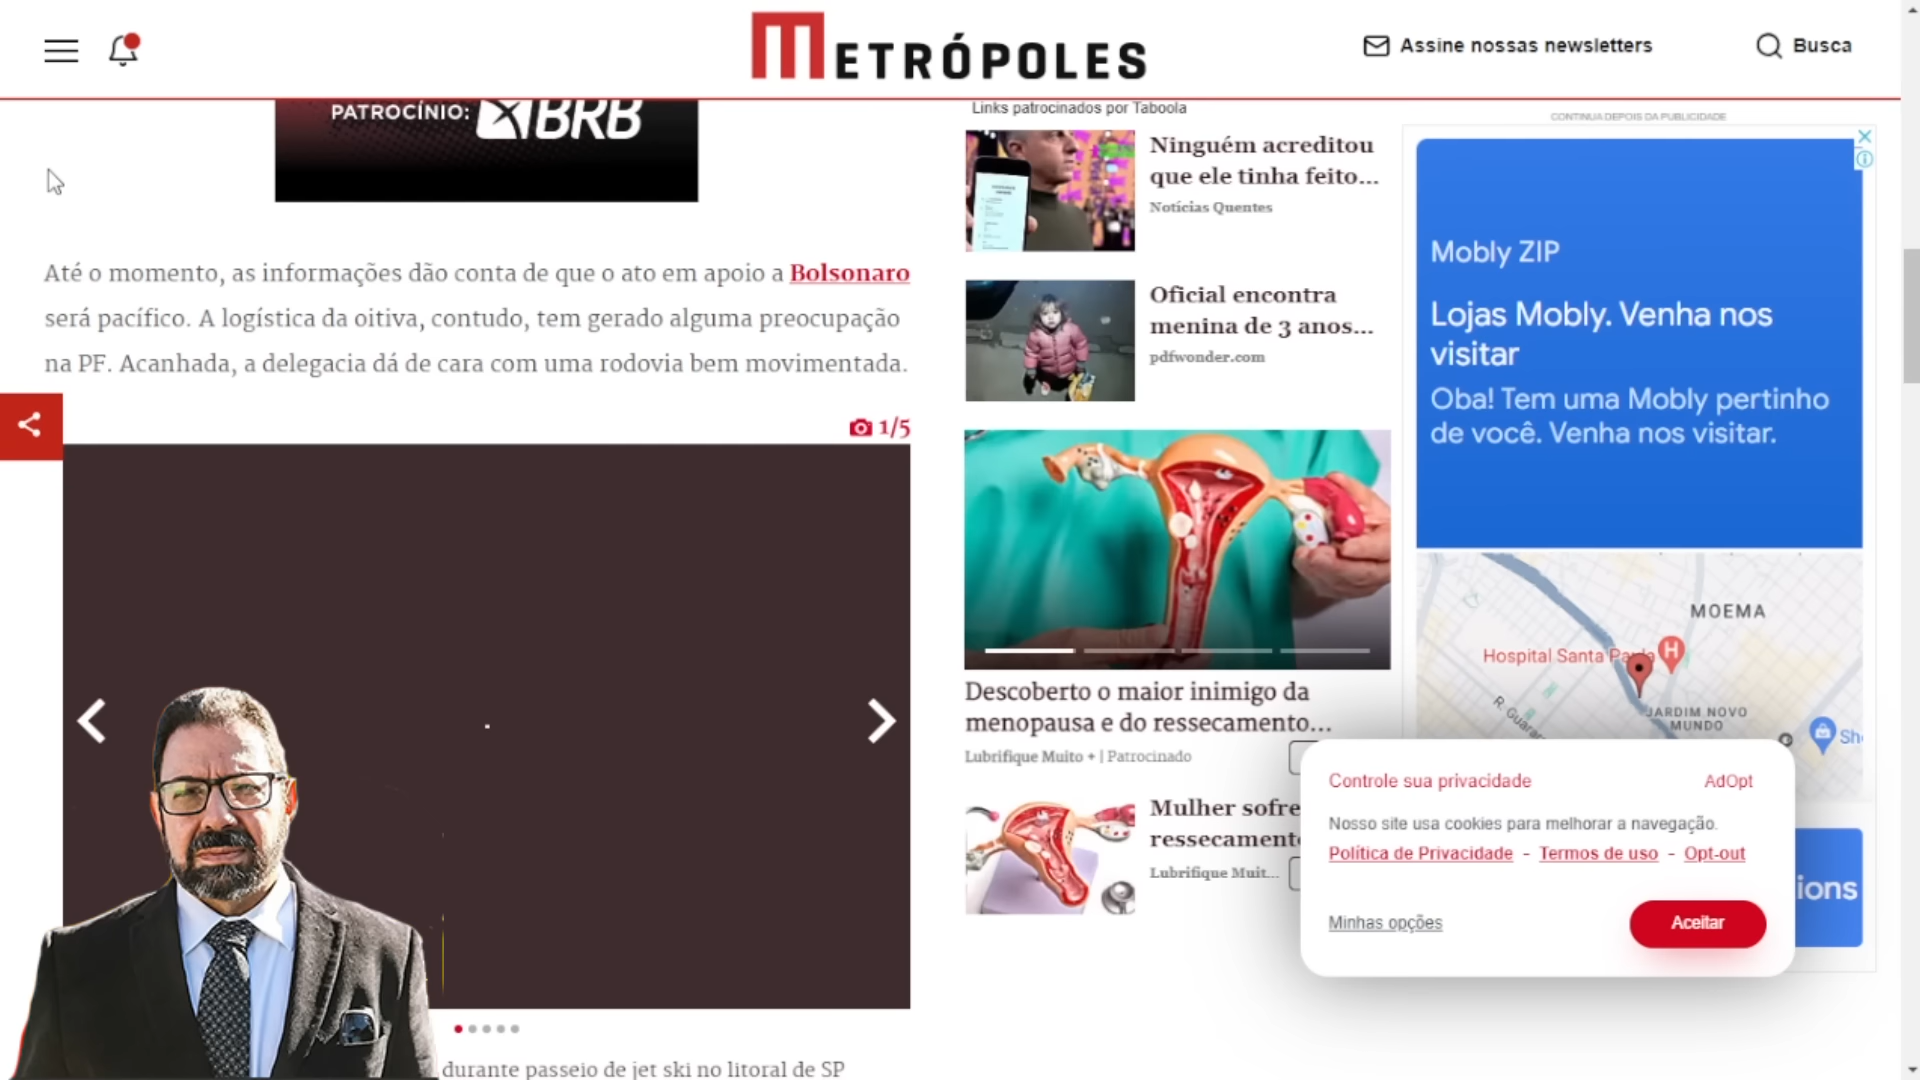 METRÓPOLES
Assine nossas newsletters
Busca
PATROCÍNIO: BRB
Até o momento, as informações dão conta de que o ato em apoio a Bolsonaro
será pacífico. A logística da oitiva, contudo, tem gerado alguma preocupação
na PF. Acanhada, a delegacia dá de cara com uma rodovia bem movimentada.
1/5
durante passeio de jet ski no litoral de SP
Links patrocinados por Taboola
Ninguém acreditou
que ele tinha feito...
Notícias Quentes
Oficial encontra
menina de 3 anos...
pdfwonder.com
Descoberto o maior inimigo da
menopausa e do ressecamento...
Lubrifique Muito + | Patrocinado
Mulher sofre
ressecament
Lubrifique Muit...
CONTINUA DEPOIS DA PUBLICIDADE
Mobly ZIP
Lojas Mobly. Venha nos
visitar
Oba! Tem uma Mobly pertinho
de você. Venha nos visitar.
MOEMA
Hospital Santa Paula
H
R. Guarar
JARDIM NOVO
MUNDO
Sh
ions
Controle sua privacidade
AdOpt
Nosso site usa cookies para melhorar a navegação.
Política de Privacidade - Termos de uso - Opt-out
Minhas opções
Aceitar